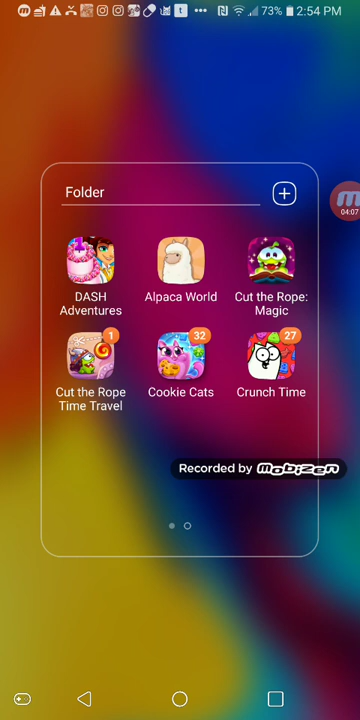 73% 2:54 PM
Folder
04:07
DASH
Adventures
Alpaca World
Cut the Rope:
Magic
1
32
27
Cut the Rope
Time Travel
Cookie Cats
Crunch Time
Recorded by mobizen